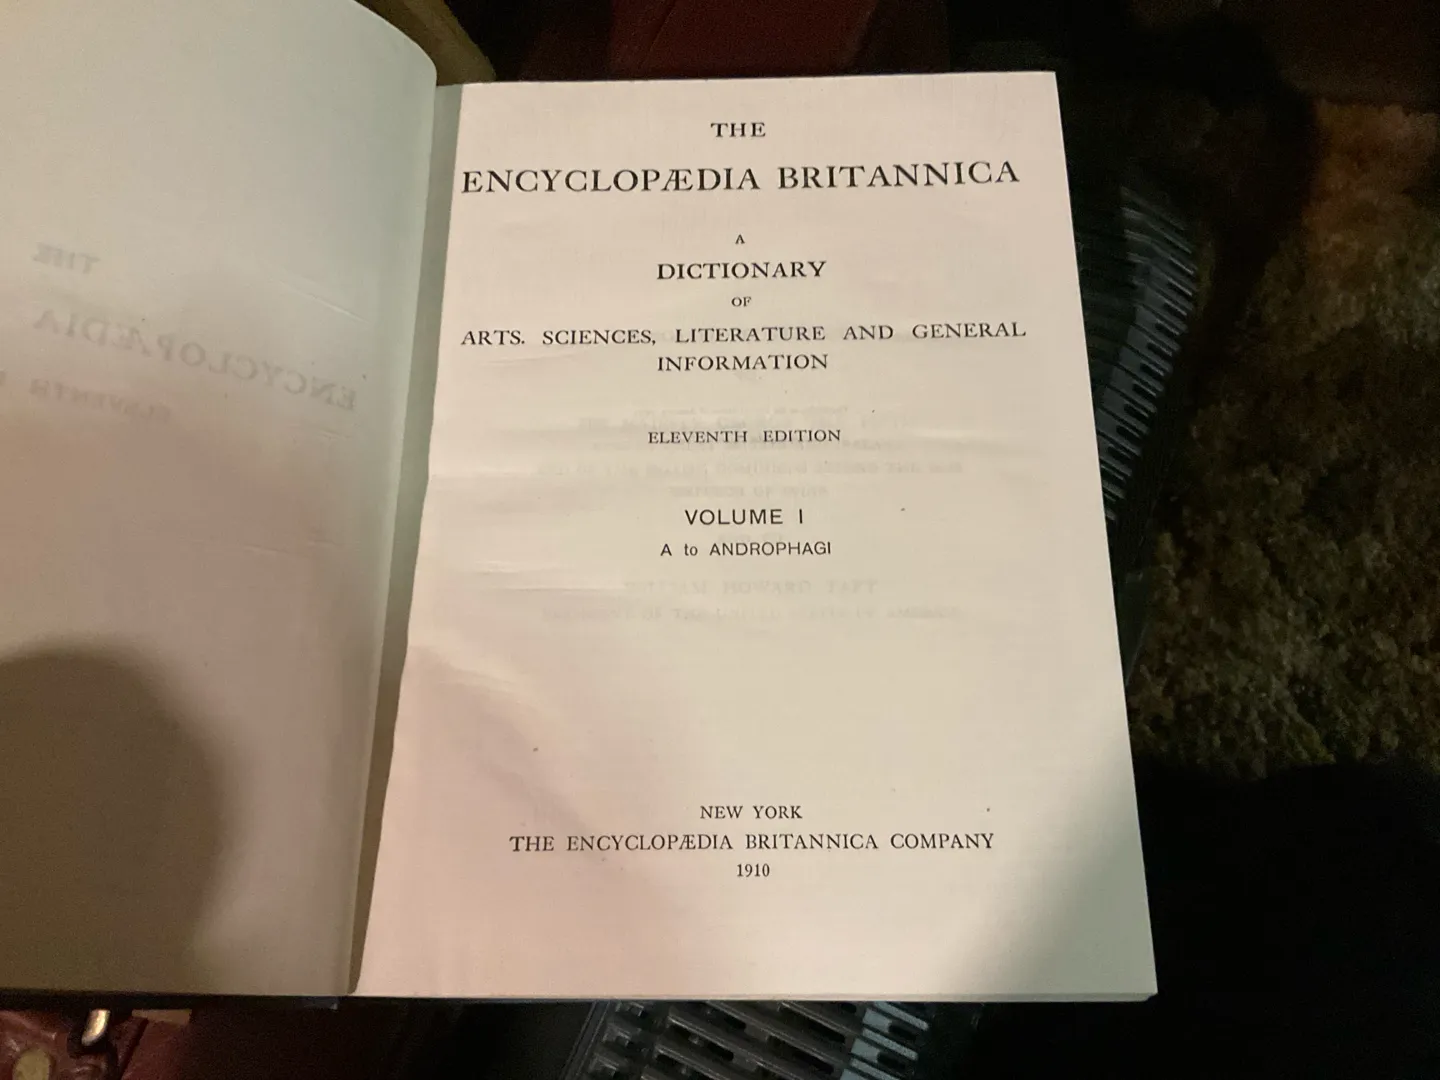 THE
ENCYCLOPÆDIA BRITANNICA
A
DICTIONARY
OF
ARTS. SCIENCES, LITERATURE AND GENERAL
INFORMATION
ELEVENTH EDITION
VOLUME I
A to ANDROPHAGI
NEW YORK
THE ENCYCLOPÆDIA BRITANNICA COMPANY
1910